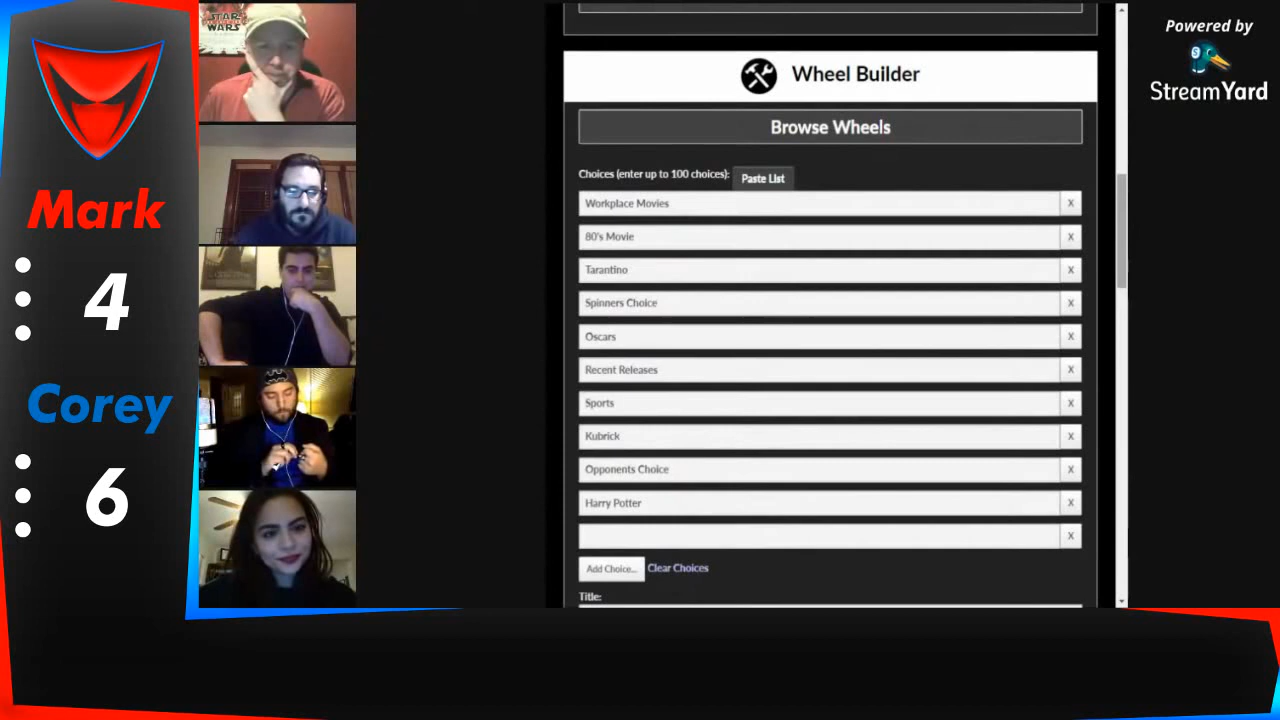 Mark
4
Corey
6
STAR
WARS
Wheel Builder
Browse Wheels
Choices (enter up to 100 choices):
Paste List
Workplace Movies X
80's Movie X
Tarantino X
Spinners Choice X
Oscars X
Recent Releases X
Sports X
Kubrick X
Opponents Choice X
Harry Potter X
X
Add Choice... Clear Choices
Title:
Powered by
StreamYard